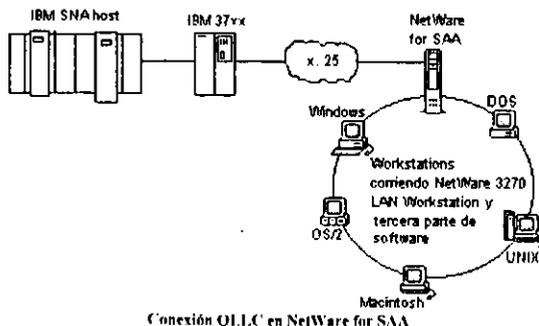 IBM SNA host
IBM 37xx
x. 25
NetWare
for SAA
DOS
Windows
Workstations
corriendo NetWare 3270
LAN Workstation y
tercera parte de
software
OS/2
UNIX
Macintosh
Conexión QLLC en NetWare for SAA